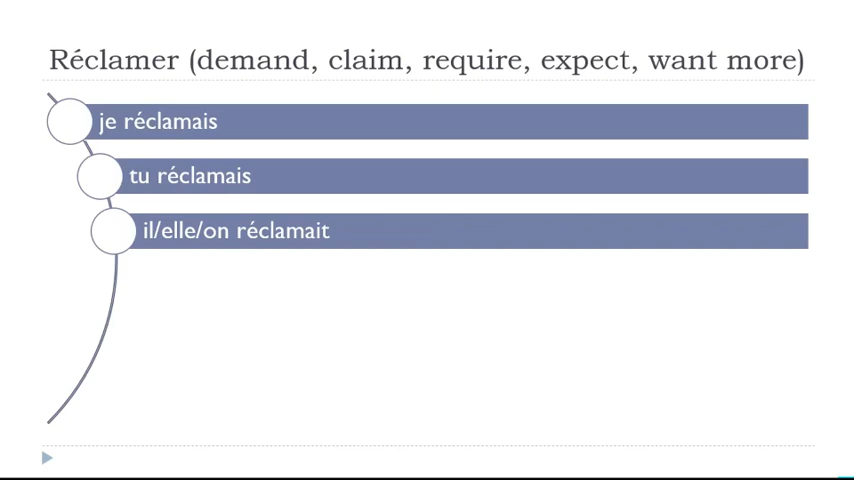 Réclamer (demand, claim, require, expect, want more)
je réclamais
tu réclamais
il/elle/on réclamait